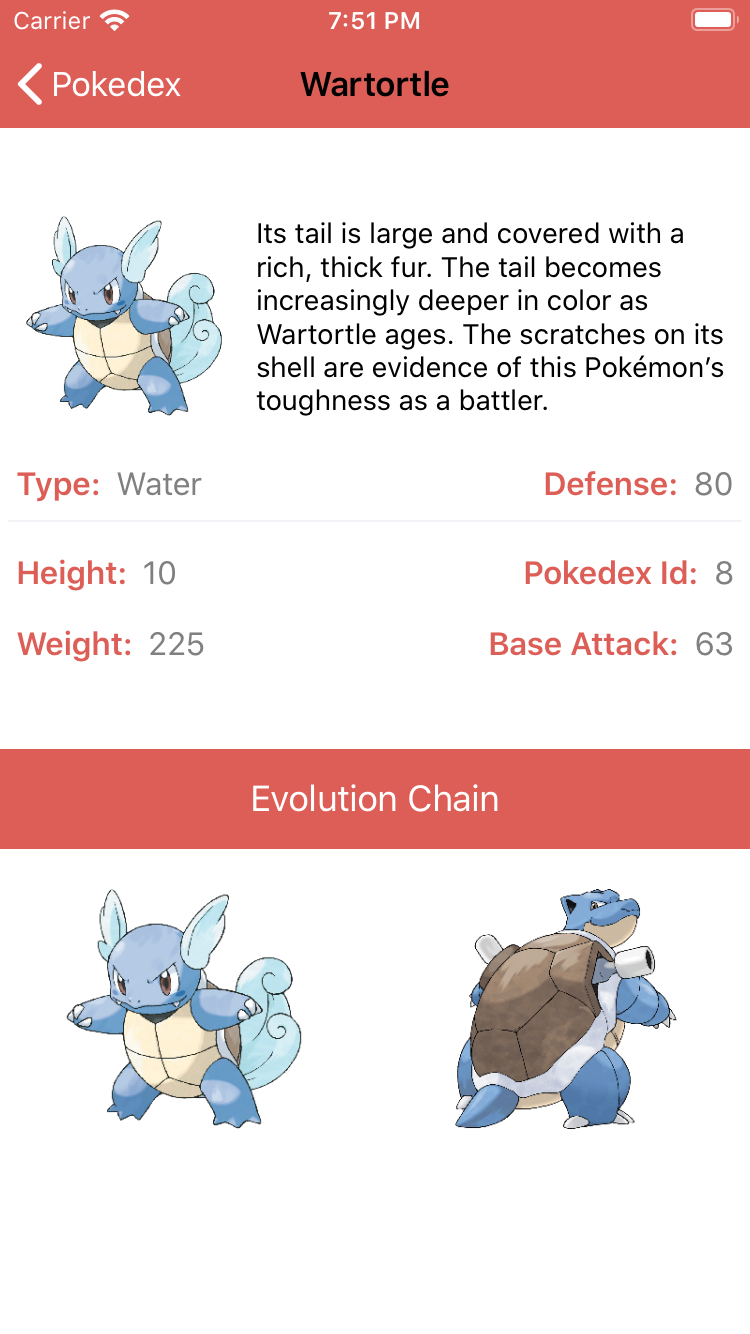 Carrier 7:51 PM
Pokedex Wartortle
Its tail is large and covered with a
rich, thick fur. The tail becomes
increasingly deeper in color as
Wartortle ages. The scratches on its
shell are evidence of this Pokémon’s
toughness as a battler.
Type: Water Defense: 80
Height: 10 Pokedex Id: 8
Weight: 225 Base Attack: 63
Evolution Chain